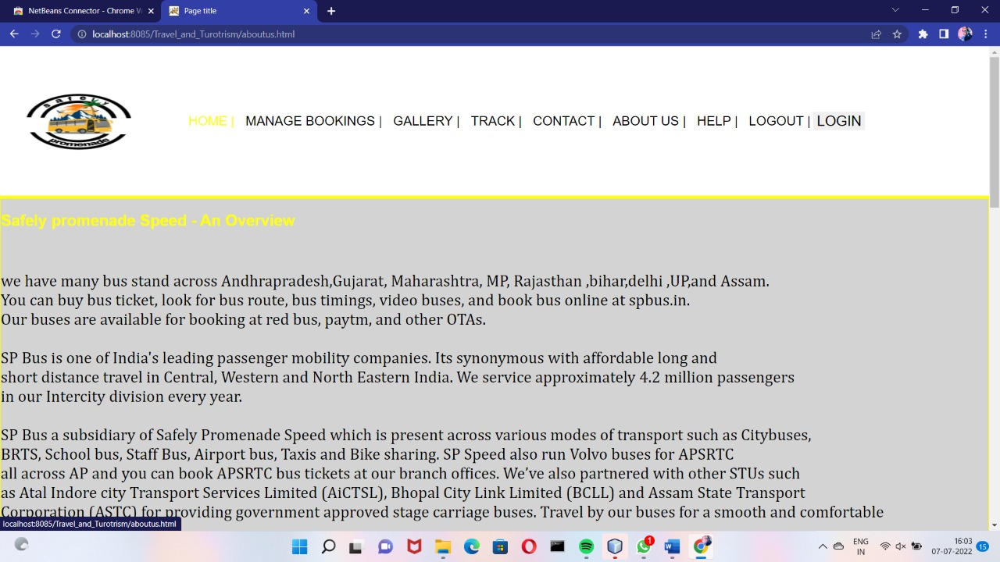 NetBeans Connector - Chrome W
Page title
localhost:8085/Travel_and_Turotrism/aboutus.html
safely
promenade
HOME | MANAGE BOOKINGS | GALLERY | TRACK | CONTACT | ABOUT US | HELP | LOGOUT | LOGIN
Safely promenade Speed - An Overview
we have many bus stand across Andhrapradesh,Gujarat, Maharashtra, MP, Rajasthan ,bihar,delhi ,UP,and Assam.
You can buy bus ticket, look for bus route, bus timings, video buses, and book bus online at spbus.in.
Our buses are available for booking at red bus, paytm, and other OTAs.
SP Bus is one of India's leading passenger mobility companies. Its synonymous with affordable long and
short distance travel in Central, Western and North Eastern India. We service approximately 4.2 million passengers
in our Intercity division every year.
SP Bus a subsidiary of Safely Promenade Speed which is present across various modes of transport such as Citybuses,
BRTS, School bus, Staff Bus, Airport bus, Taxis and Bike sharing. SP Speed also run Volvo buses for APSRTC
all across AP and you can book APSRTC bus tickets at our branch offices. We’ve also partnered with other STUs such
as Atal Indore city Transport Services Limited (AiCTSL), Bhopal City Link Limited (BCLL) and Assam State Transport
Corporation (ASTC) for providing government approved stage carriage buses. Travel by our buses for a smooth and comfortable
localhost:8085/Travel_and_Turotrism/aboutus.html
1
ENG
IN
16:03
07-07-2022
15